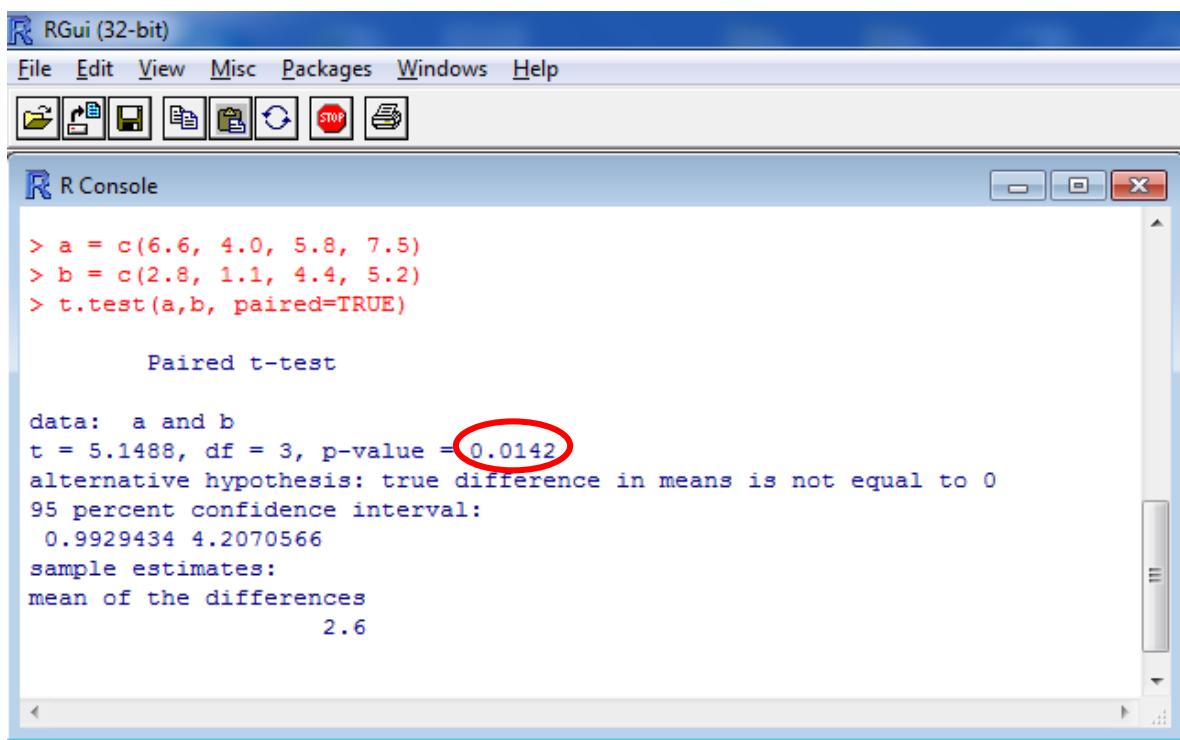 RGui (32-bit)
File Edit View Misc Packages Windows Help
STOP
R Console
> a = c(6.6, 4.0, 5.8, 7.5)
> b = c(2.8, 1.1, 4.4, 5.2)
> t.test(a,b, paired=TRUE)
Paired t-test
data:  a and b
t = 5.1488, df = 3, p-value = 0.0142
alternative hypothesis: true difference in means is not equal to 0
95 percent confidence interval:
 0.9929434 4.2070566
sample estimates:
mean of the differences
2.6